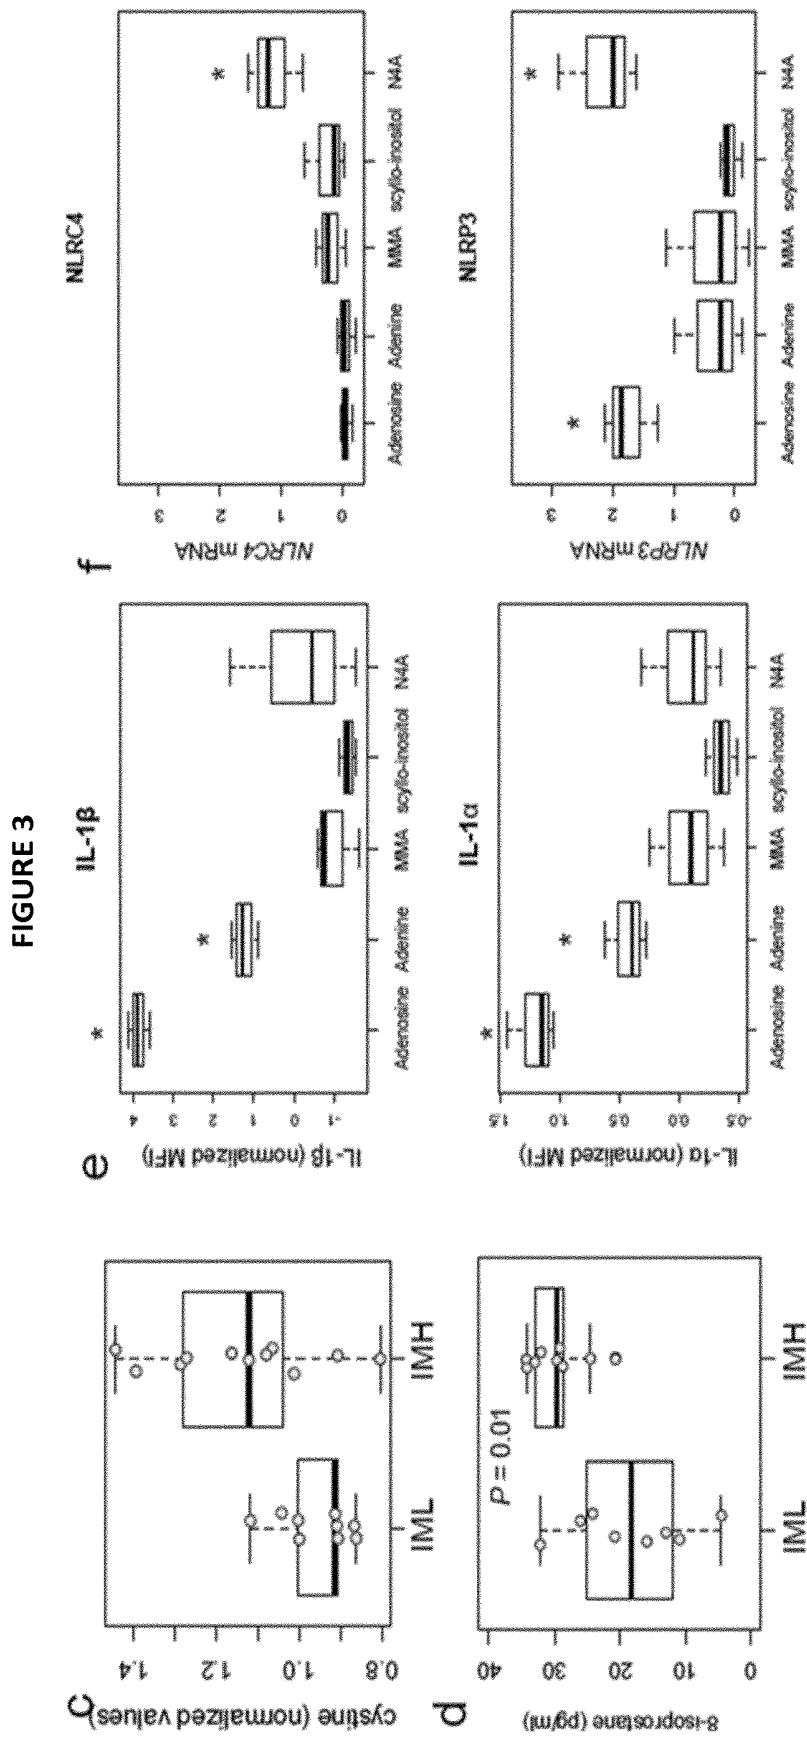 FIGURE 3
c
cystine (normalized values)
1.4
1.2
1.0
0.8
IML IMH
d
8-isoprostane (pg/ml)
40
30
20
10
0
P = 0.01
IML IMH
e
IL-1β
IL-1β (normalized MFI)
4
3
2
1
0
-1
*
*
Adenosine Adenine MMA scyllo-inositol N4A
IL-1α
IL-1α (normalized MFI)
1.5
1.0
0.5
0.0
-0.5
*
*
Adenosine Adenine MMA scyllo-inositol N4A
f
NLRC4
NLRC4 mRNA
3
2
1
0
*
Adenosine Adenine MMA scyllo-inositol N4A
NLRP3
NLRP3 mRNA
3
2
1
0
*
*
Adenosine Adenine MMA scyllo-inositol N4A